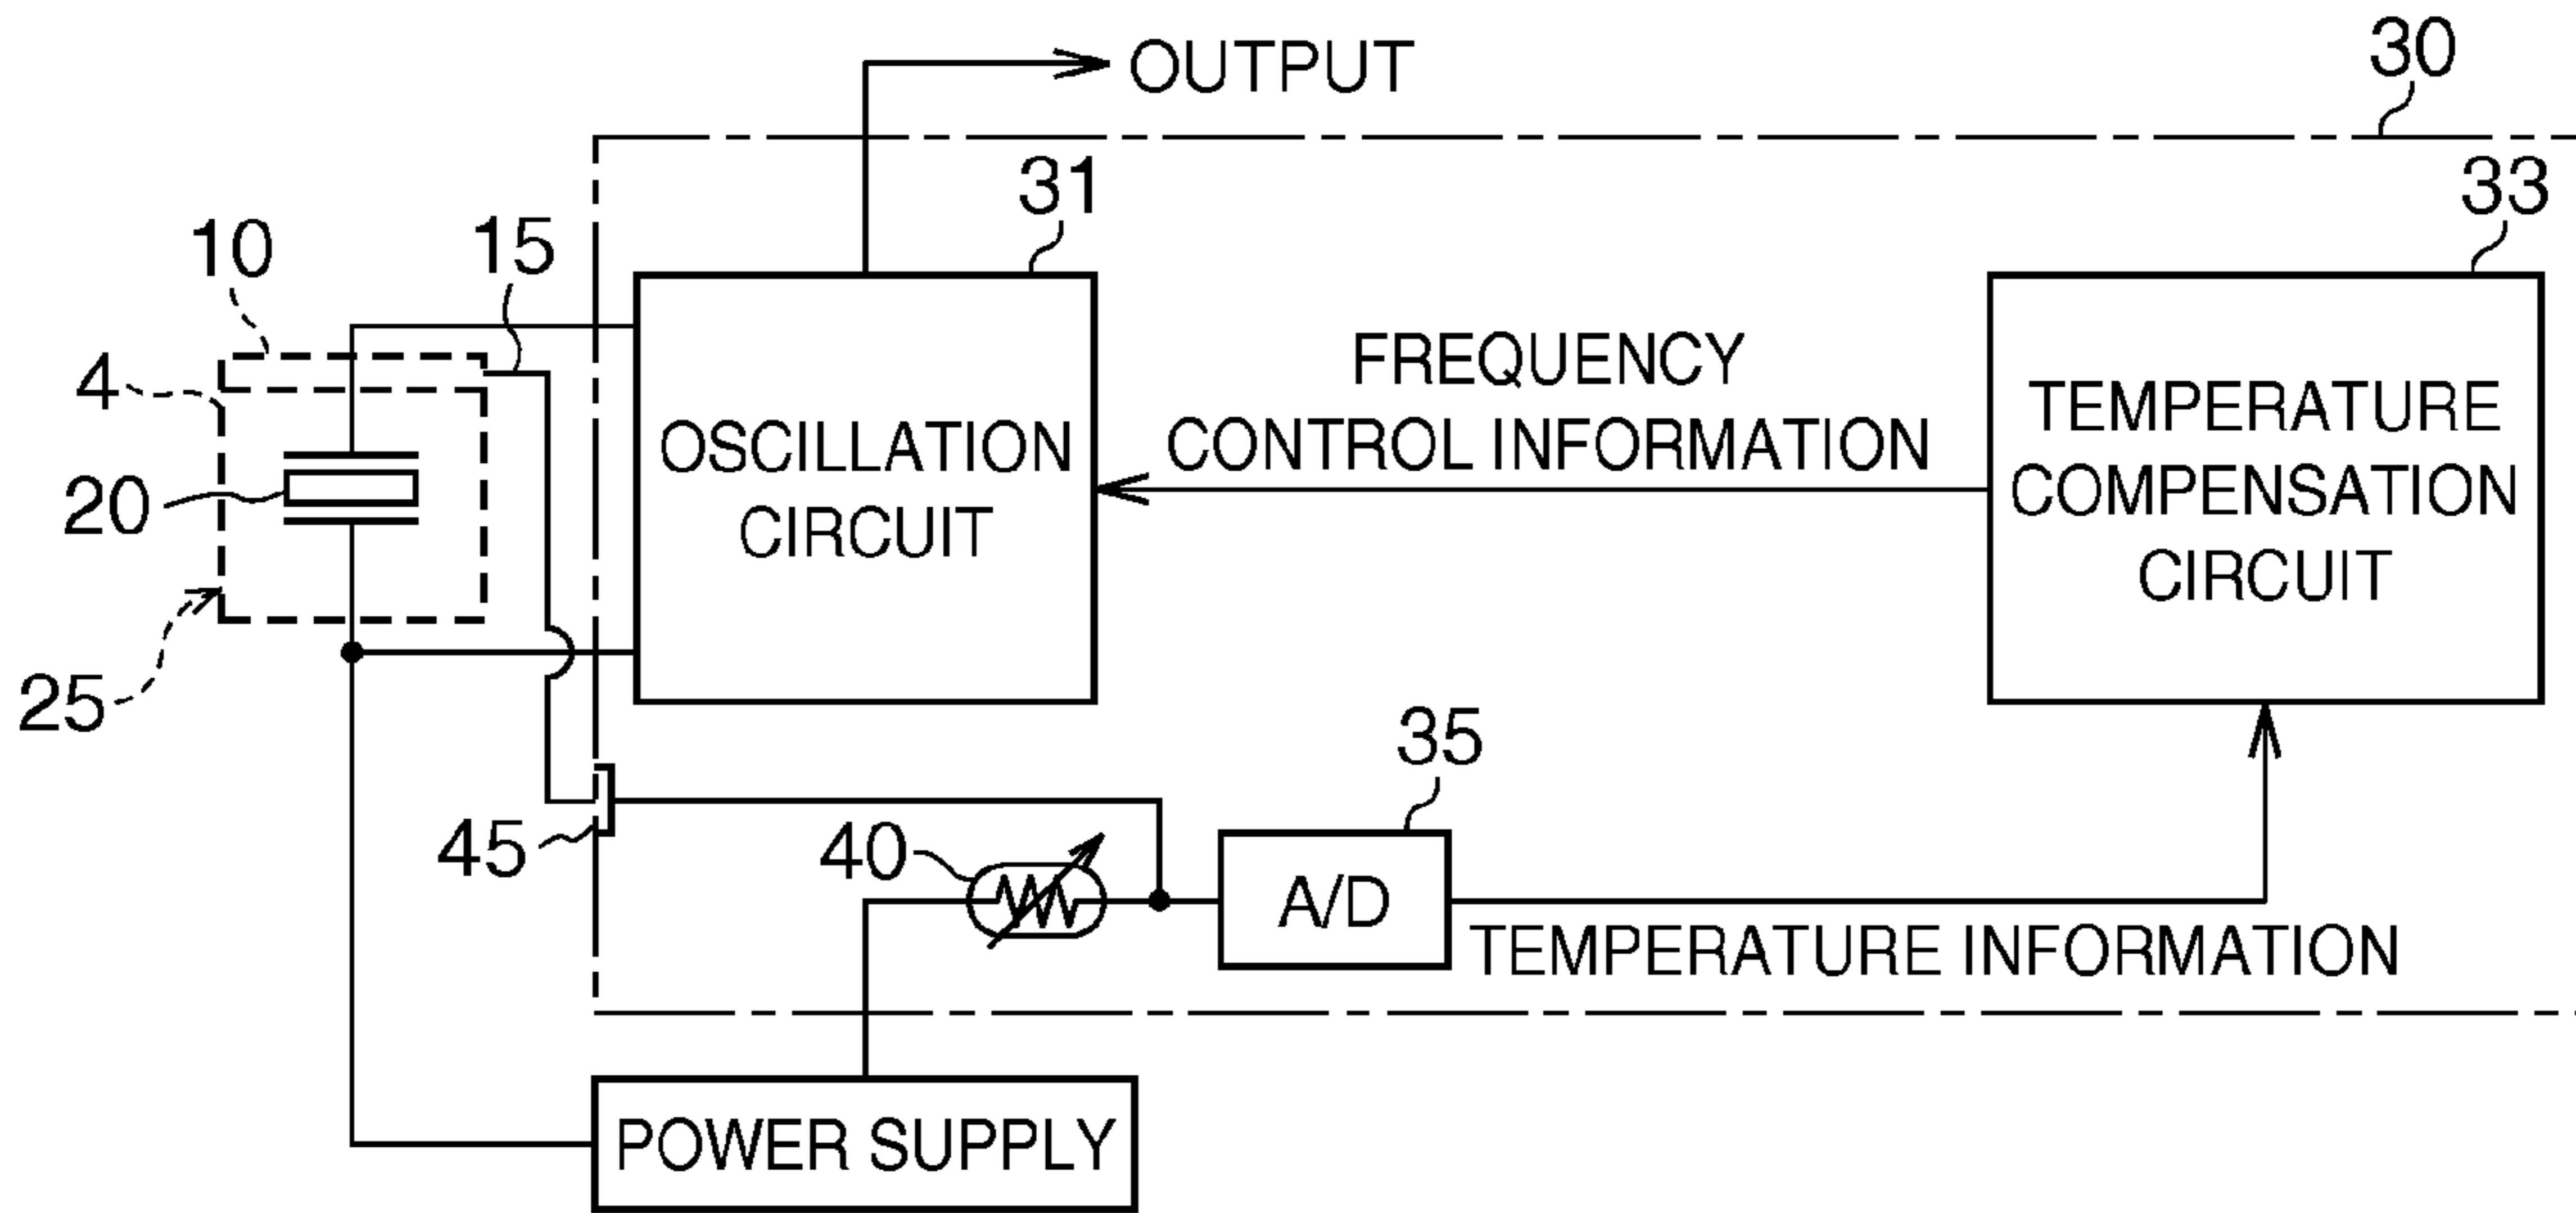 OUTPUT
30
31
33
10
15
4
FREQUENCY
CONTROL INFORMATION
OSCILLATION
CIRCUIT
TEMPERATURE
COMPENSATION
CIRCUIT
20
25
35
45
40
A/D
TEMPERATURE INFORMATION
POWER SUPPLY